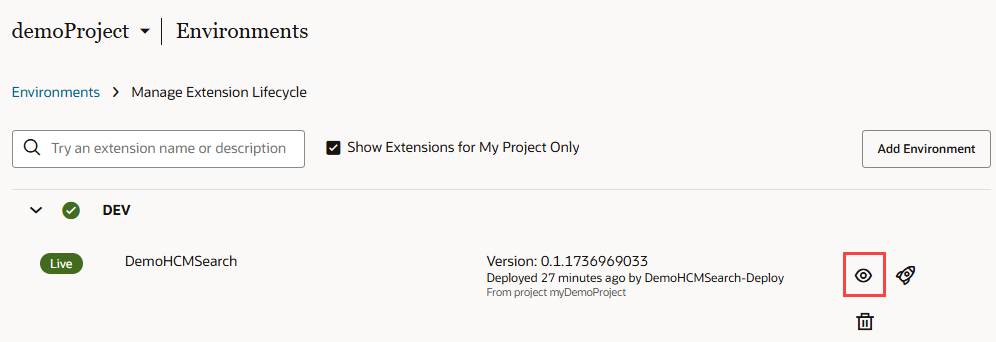 demoProject Environments
Environments > Manage Extension Lifecycle
Try an extension name or description Show Extensions for My Project Only Add Environment
DEV
Live DemoHCMSearch Version: 0.1.1736969033
Deployed 27 minutes ago by DemoHCMSearch-Deploy
From project myDemoProject